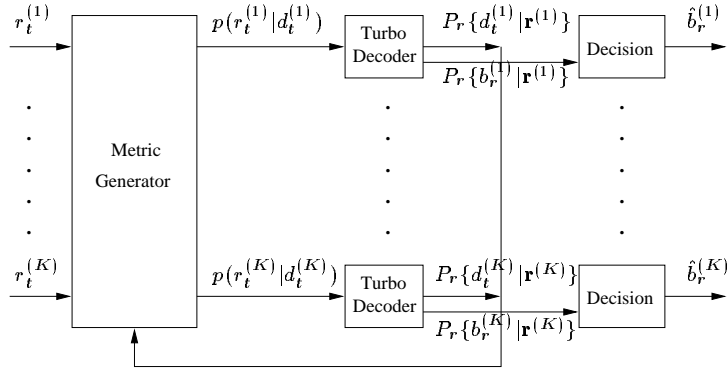 r_t^(1) p(r_t^(1)|d_t^(1)) Turbo Decoder P_r{d_t^(1)|r^(1)} Decision b̂_r^(1)
P_r{b_r^(1)|r^(1)}
Metric
Generator
r_t^(K) p(r_t^(K)|d_t^(K)) Turbo Decoder P_r{d_t^(K)|r^(K)} Decision b̂_r^(K)
P_r{b_r^(K)|r^(K)}